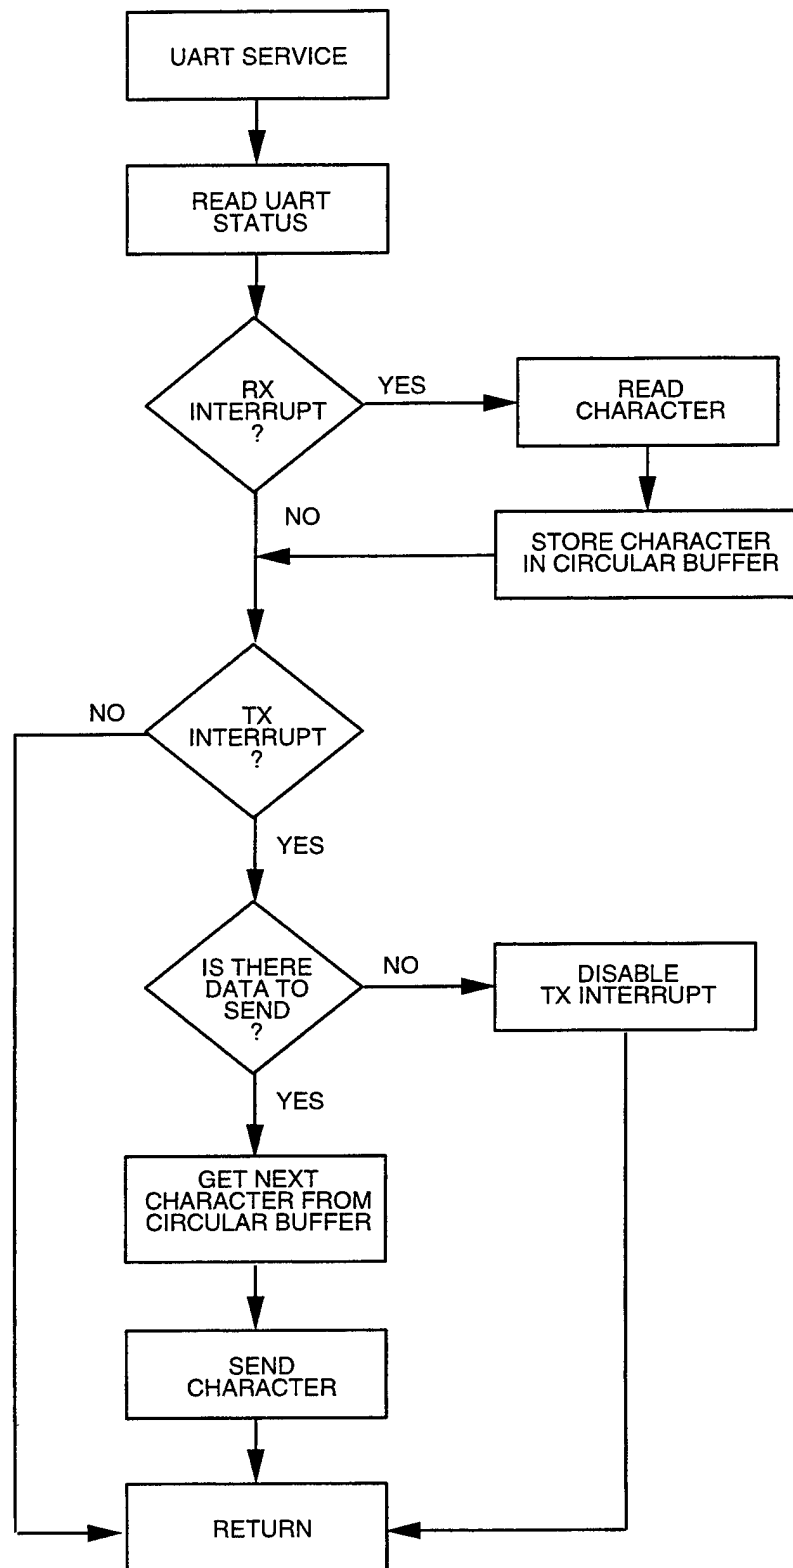 UART SERVICE
READ UART
STATUS
RX
INTERRUPT
?
YES
READ
CHARACTER
NO
STORE CHARACTER
IN CIRCULAR BUFFER
NO
TX
INTERRUPT
?
YES
IS THERE
DATA TO
SEND
?
NO
DISABLE
TX INTERRUPT
YES
GET NEXT
CHARACTER FROM
CIRCULAR BUFFER
SEND
CHARACTER
RETURN